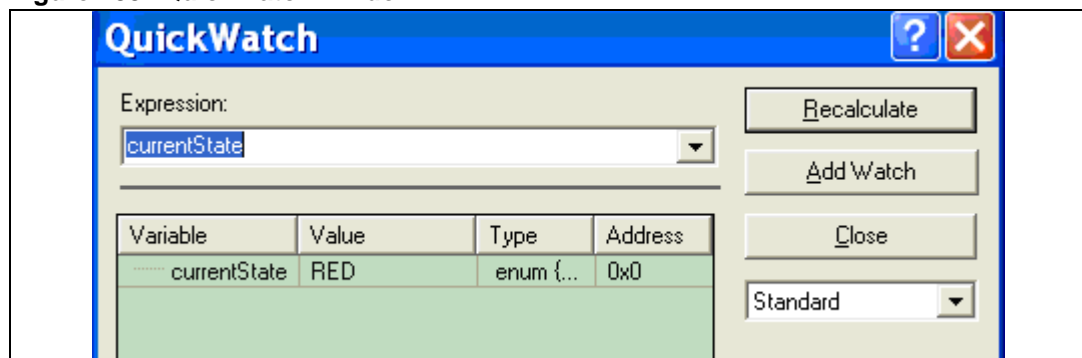 QuickWatch
Expression:
currentState
Recalculate
Add Watch
Close
Standard
Variable Value Type Address
currentState RED enum {... 0x0